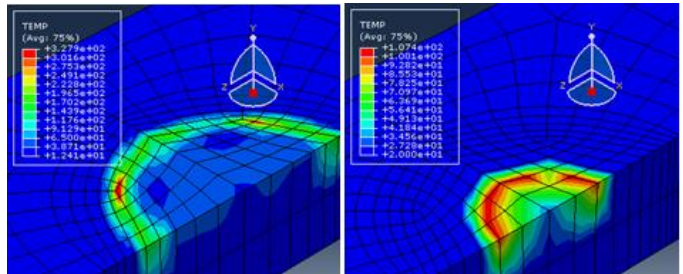 TEMP
(Avg: 75%)
+3.279e+02
+3.016e+02
+2.753e+02
+2.491e+02
+2.228e+02
+1.965e+02
+1.702e+02
+1.439e+02
+1.176e+02
+9.129e+01
+6.500e+01
+3.871e+01
+1.241e+01
Y
Z
X
TEMP
(Avg: 75%)
+1.074e+02
+1.001e+02
+9.282e+01
+8.553e+01
+7.825e+01
+7.097e+01
+6.369e+01
+5.641e+01
+4.913e+01
+4.184e+01
+3.456e+01
+2.728e+01
+2.000e+01
Y
Z
X